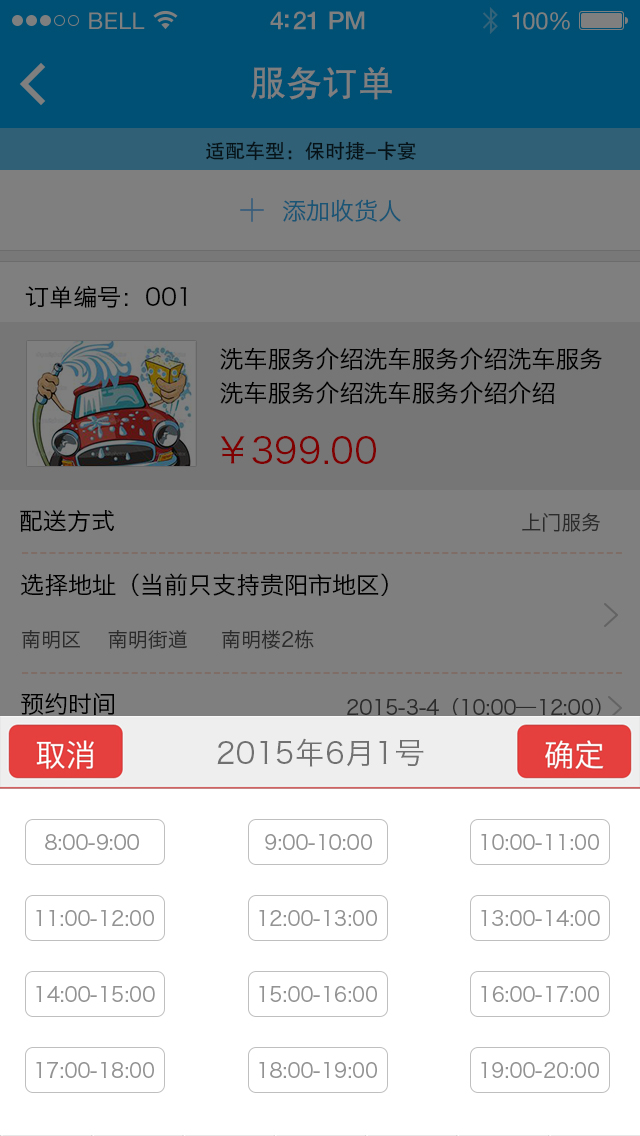 BELL 4:21 PM 100%
服务订单
适配车型：保时捷-卡宴
＋ 添加收货人
订单编号：001
洗车服务介绍洗车服务介绍洗车服务
洗车服务介绍洗车服务介绍介绍
￥399.00
配送方式 上门服务
选择地址（当前只支持贵阳市地区）
南明区 南明街道 南明楼2栋
预约时间 2015-3-4（10:00—12:00）
取消 2015年6月1号 确定
8:00-9:00 9:00-10:00 10:00-11:00
11:00-12:00 12:00-13:00 13:00-14:00
14:00-15:00 15:00-16:00 16:00-17:00
17:00-18:00 18:00-19:00 19:00-20:00